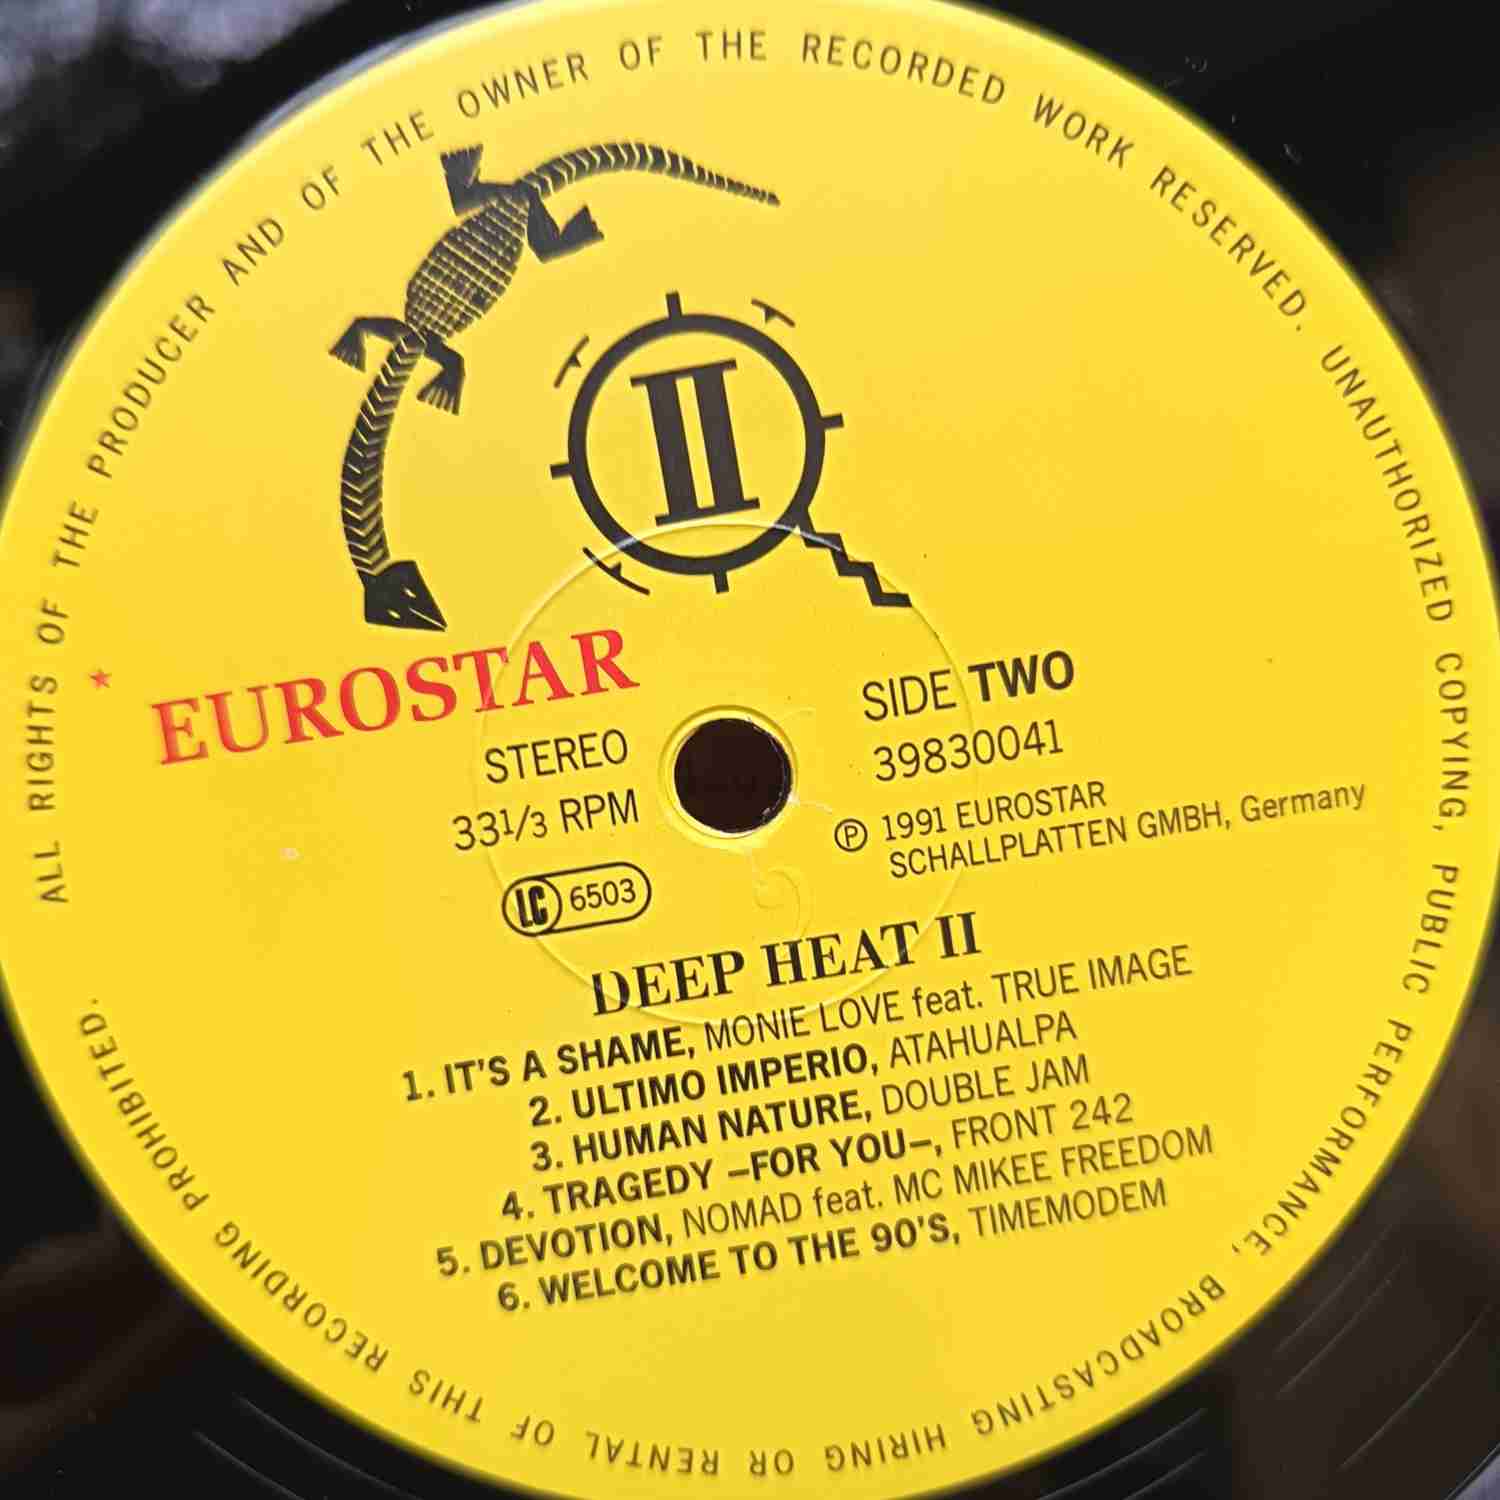 ALL RIGHTS OF THE PRODUCER AND OF THE OWNER OF THE RECORDED WORK RESERVED. UNAUTHORIZED COPYING, PUBLIC PERFORMANCE, BROADCASTING HIRING OR RENTAL OF THIS RECORDING PROHIBITED.
II
EUROSTAR
STEREO
33 1/3 RPM
LC 6503
SIDE TWO
39830041
℗ 1991 EUROSTAR
SCHALLPLATTEN GMBH, Germany
DEEP HEAT II
1. IT'S A SHAME, MONIE LOVE feat. TRUE IMAGE
2. ULTIMO IMPERIO, ATAHUALPA
3. HUMAN NATURE, DOUBLE JAM
4. TRAGEDY –FOR YOU–, FRONT 242
5. DEVOTION, NOMAD feat. MC MIKEE FREEDOM
6. WELCOME TO THE 90'S, TIMEMODEM